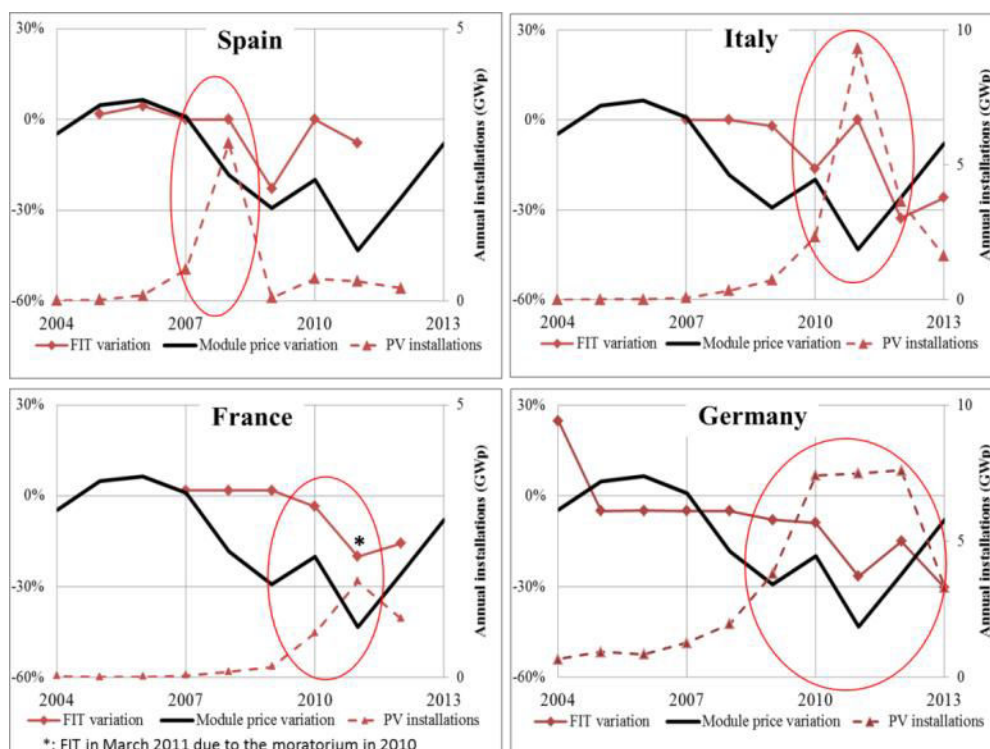 Spain
30%
0%
-30%
-60%
5
0
Annual installations (GWp)
2004 2007 2010 2013
FIT variation Module price variation PV installations
Italy
30%
0%
-30%
-60%
10
5
0
Annual installations (GWp)
2004 2007 2010 2013
FIT variation Module price variation PV installations
France
30%
0%
-30%
-60%
5
0
Annual installations (GWp)
*
2004 2007 2010 2013
FIT variation Module price variation PV installations
*: FIT in March 2011 due to the moratorium in 2010
Germany
30%
0%
-30%
-60%
10
5
0
Annual installations (GWp)
2004 2007 2010 2013
FIT variation Module price variation PV installations